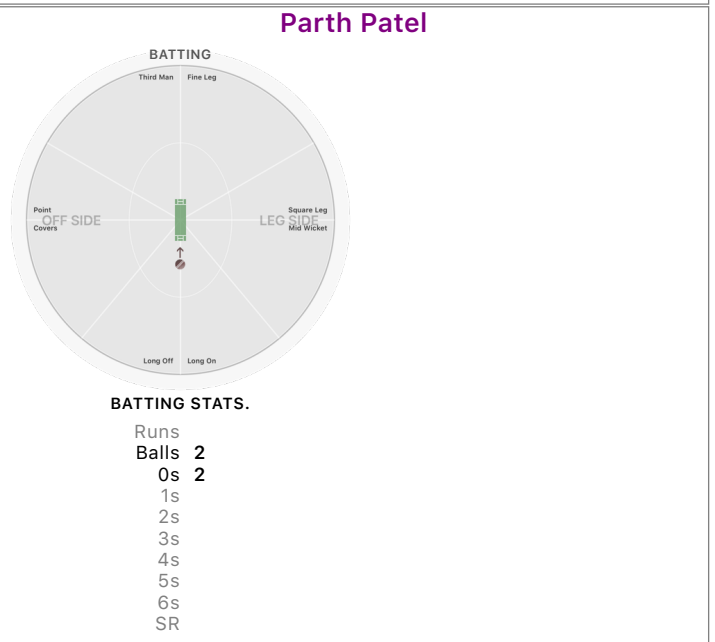 Parth Patel
BATTING
Third Man Fine Leg
Point Square Leg
OFF SIDE LEG SIDE
Covers Mid Wicket
Long Off Long On
BATTING STATS.
Runs
Balls 2
0s 2
1s
2s
3s
4s
5s
6s
SR